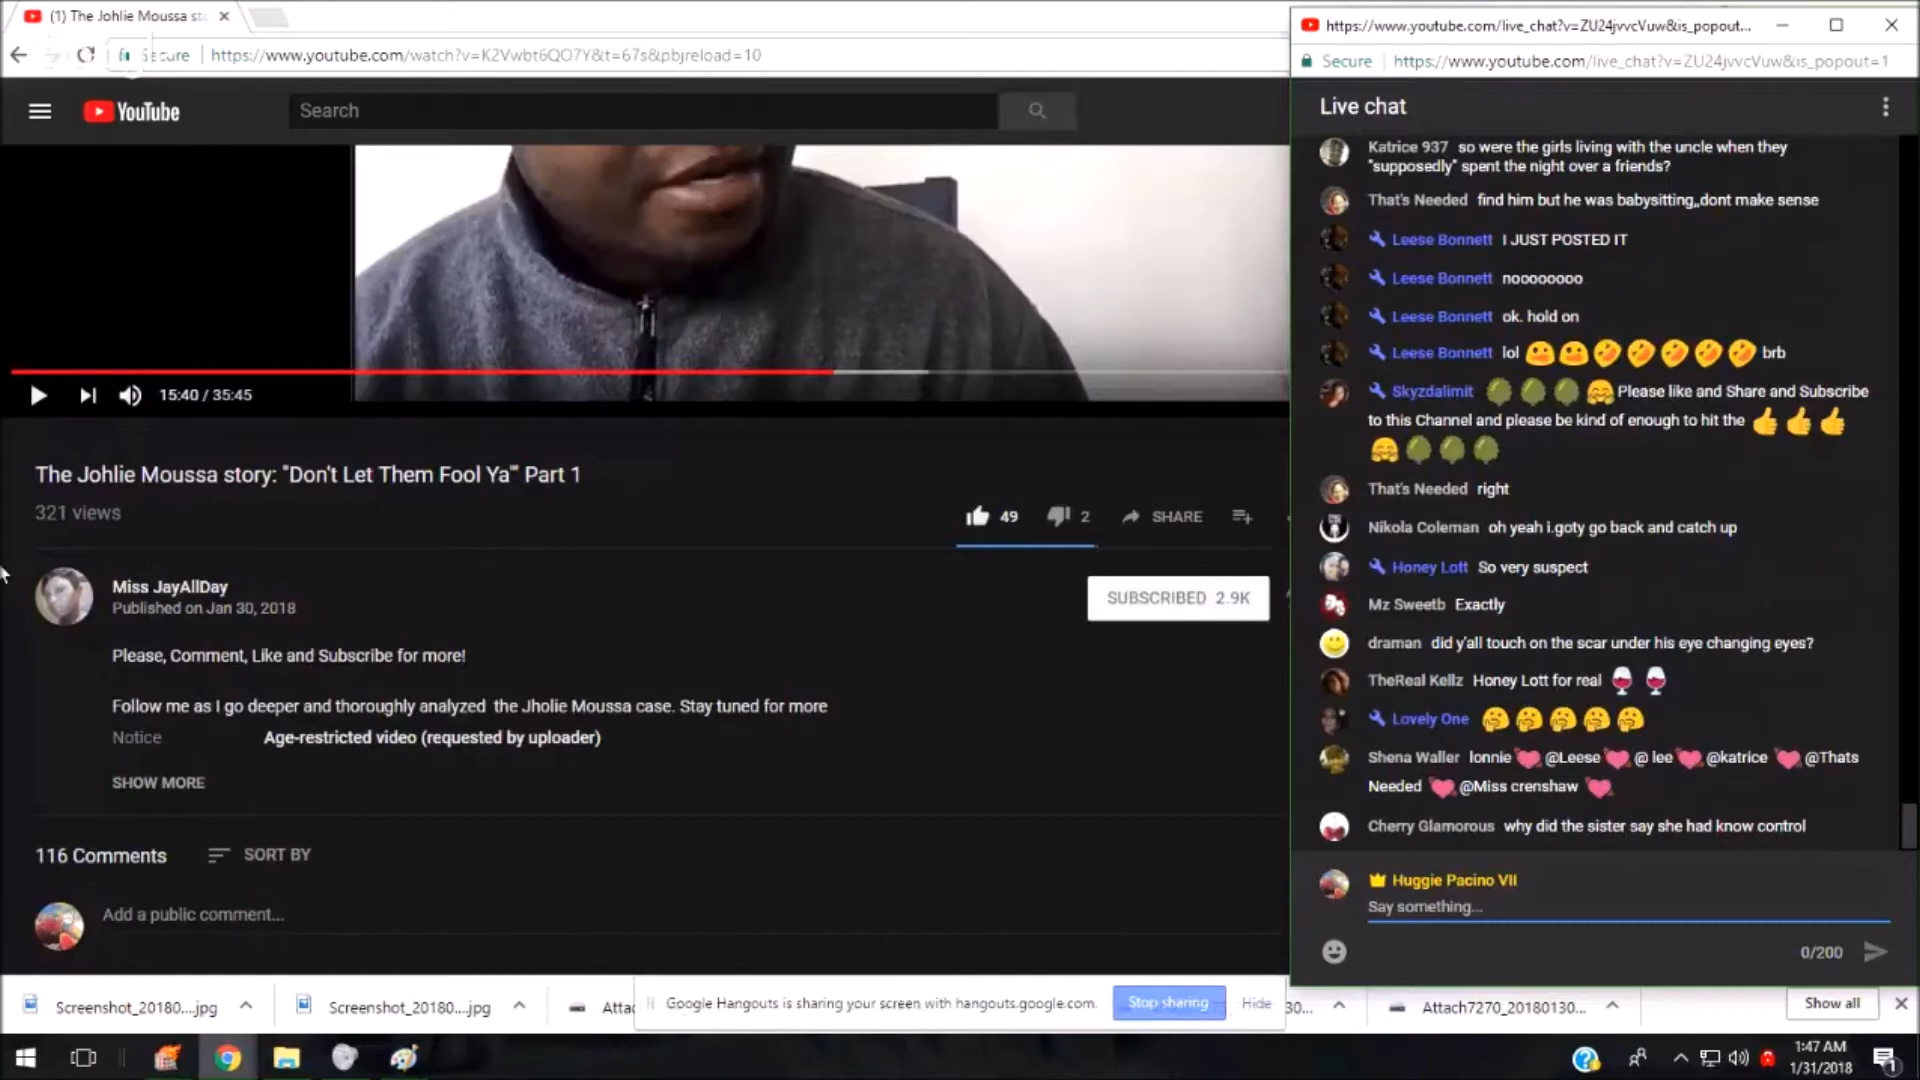 (1) The Johlie Moussa st
Secure https://www.youtube.com/watch?v=K2Vwbt6QO7Y&t=67s&pbjreload=10
YouTube
Search
15:40 / 35:45
The Johlie Moussa story: "Don't Let Them Fool Ya'" Part 1
321 views
49 2 SHARE
Miss JayAllDay
Published on Jan 30, 2018
SUBSCRIBED 2.9K
Please, Comment, Like and Subscribe for more!
Follow me as I go deeper and thoroughly analyzed the Jholie Moussa case. Stay tuned for more
Notice Age-restricted video (requested by uploader)
SHOW MORE
116 Comments SORT BY
Add a public comment...
https://www.youtube.com/live_chat?v=ZU24jvvcVuw&is_popout...
Secure https://www.youtube.com/live_chat?v=ZU24jvvcVuw&is_popout=1
Live chat
Katrice 937 so were the girls living with the uncle when they
"supposedly" spent the night over a friends?
That's Needed find him but he was babysitting,,dont make sense
Leese Bonnett I JUST POSTED IT
Leese Bonnett nooooooooo
Leese Bonnett ok. hold on
Leese Bonnett lol 😛😛🤣🤣🤣🤣🤣 brb
Skyzdalimit Please like and Share and Subscribe
to this Channel and please be kind of enough to hit the 👍👍👍
That's Needed right
Nikola Coleman oh yeah i.goty go back and catch up
Honey Lott So very suspect
Mz Sweetb Exactly
draman did y'all touch on the scar under his eye changing eyes?
TheReal Kellz Honey Lott for real 🍷🍷
Lovely One 🤔🤔🤔🤔🤔
Shena Waller lonnie💘@Leese💘@ lee💘@katrice 💘@Thats
Needed 💘@Miss crenshaw 💘
Cherry Glamorous why did the sister say she had know control
Huggie Pacino VII
Say something...
0/200
Screenshot_20180....jpg Screenshot_20180....jpg Attac
Google Hangouts is sharing your screen with hangouts.google.com. Stop sharing Hide
30... Attach7270_20180130... Show all
1:47 AM
1/31/2018
1